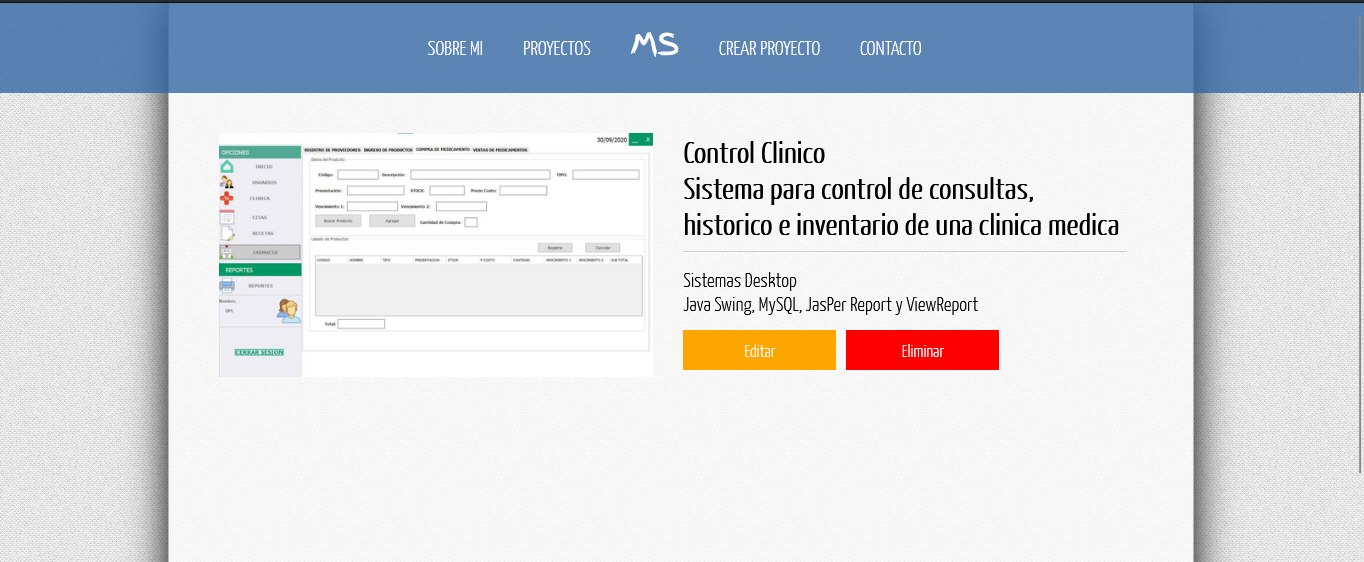 SOBRE MI
PROYECTOS
MS
CREAR PROYECTO
CONTACTO
30/09/2020
X
OPCIONES
REGISTRO DE PROVEEDORES
INGRESO DE PRODUCTOS
COMPRA DE MEDICAMENTO
VENTAS DE MEDICAMENTOS
Datos del Producto
INICIO
Código:
Descripción:
TIPO:
USUARIOS
Presentación:
STOCK:
Precio Costo:
CLINICA
Vencimiento 1:
Vencimiento 2:
CITAS
Buscar Producto
Agregar
Cantidad de Compra:
RECETAS
Listado de Productos
Registrar
Cancelar
FARMACIA
CODIGO
NOMBRE
TIPO
PRESENTACION
STOCK
P.COSTO
CANTIDAD
VENCIMIENTO 1
VENCIMIENTO 2
SUB TOTAL
REPORTES
REPORTES
Nombre:
DPI:
Total:
CERRAR SESION
Control Clinico
Sistema para control de consultas,
historico e inventario de una clinica medica
Sistemas Desktop
Java Swing, MySQL, JasPer Report y ViewReport
Editar
Eliminar